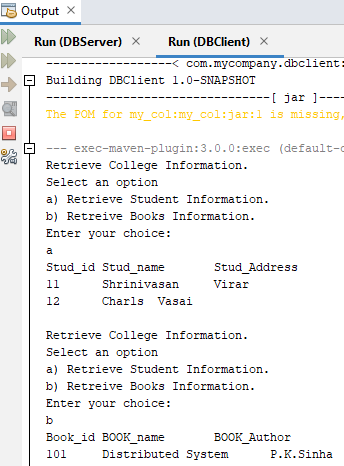 Output ×
Run (DBServer) × Run (DBClient) ×
------------------< com.mycompany.dbclient:
Building DBClient 1.0-SNAPSHOT
--------------------------------[ jar ]----
The POM for my_col:my_col:jar:1 is missing,
--- exec-maven-plugin:3.0.0:exec (default-c
Retrieve College Information.
Select an option
a) Retrieve Student Information.
b) Retreive Books Information.
Enter your choice:
a
Stud_id Stud_name Stud_Address
11 Shrinivasan Virar
12 Charls Vasai
Retrieve College Information.
Select an option
a) Retrieve Student Information.
b) Retreive Books Information.
Enter your choice:
b
Book_id BOOK_name BOOK_Author
101 Distributed System P.K.Sinha